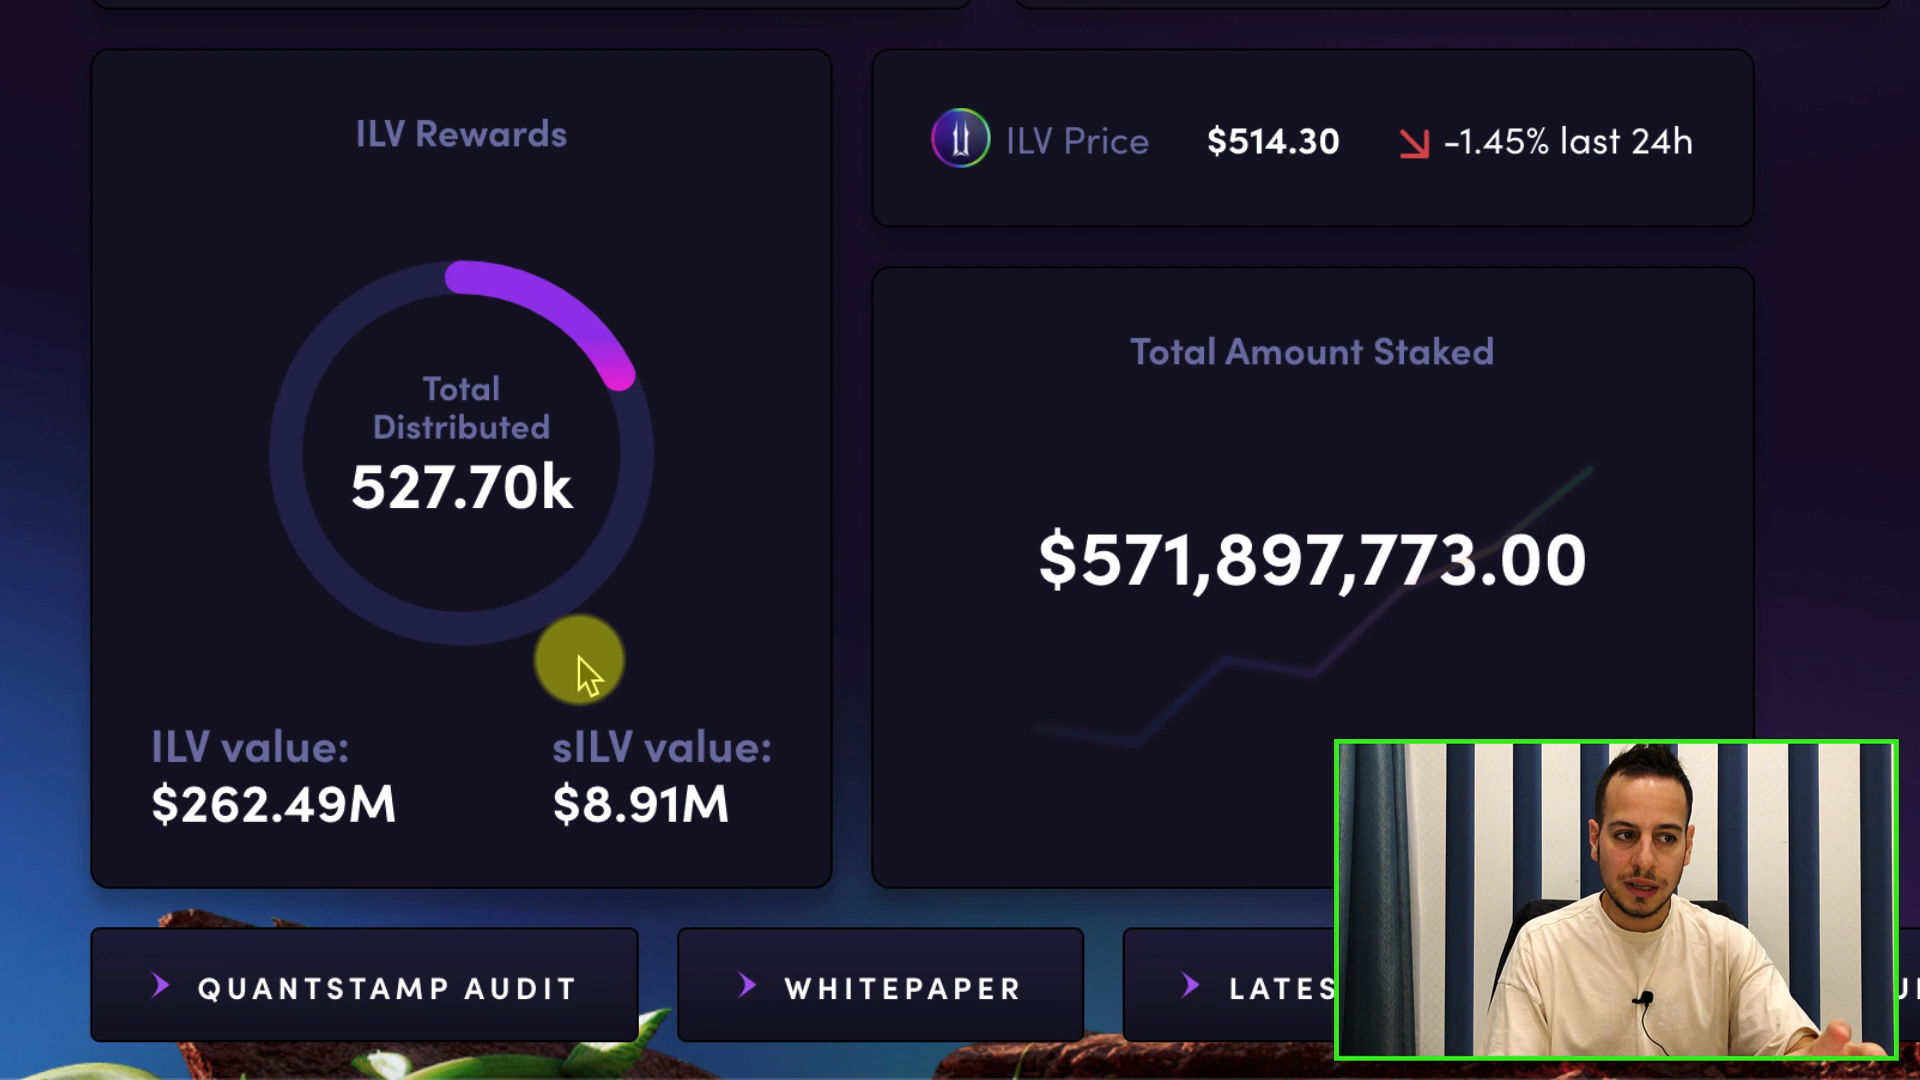 ILV Rewards
Total
Distributed
527.70k
ILV value:
$262.49M
sILV value:
$8.91M
ILV Price
$514.30
-1.45% last 24h
Total Amount Staked
$571,897,773.00
QUANTSTAMP AUDIT
WHITEPAPER
LATES